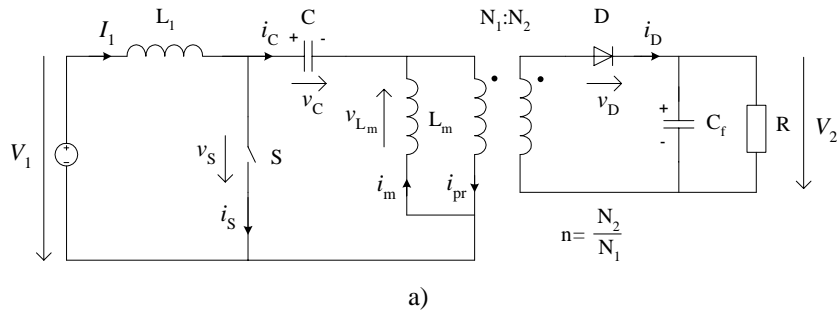 L₁ C N₁:N₂ D
I₁ i_C + - i_D
v_C v_D
V₁ + - v_S S v_Lm L_m + - C_f R V₂
i_S i_m i_pr
n= N₂
N₁
a)